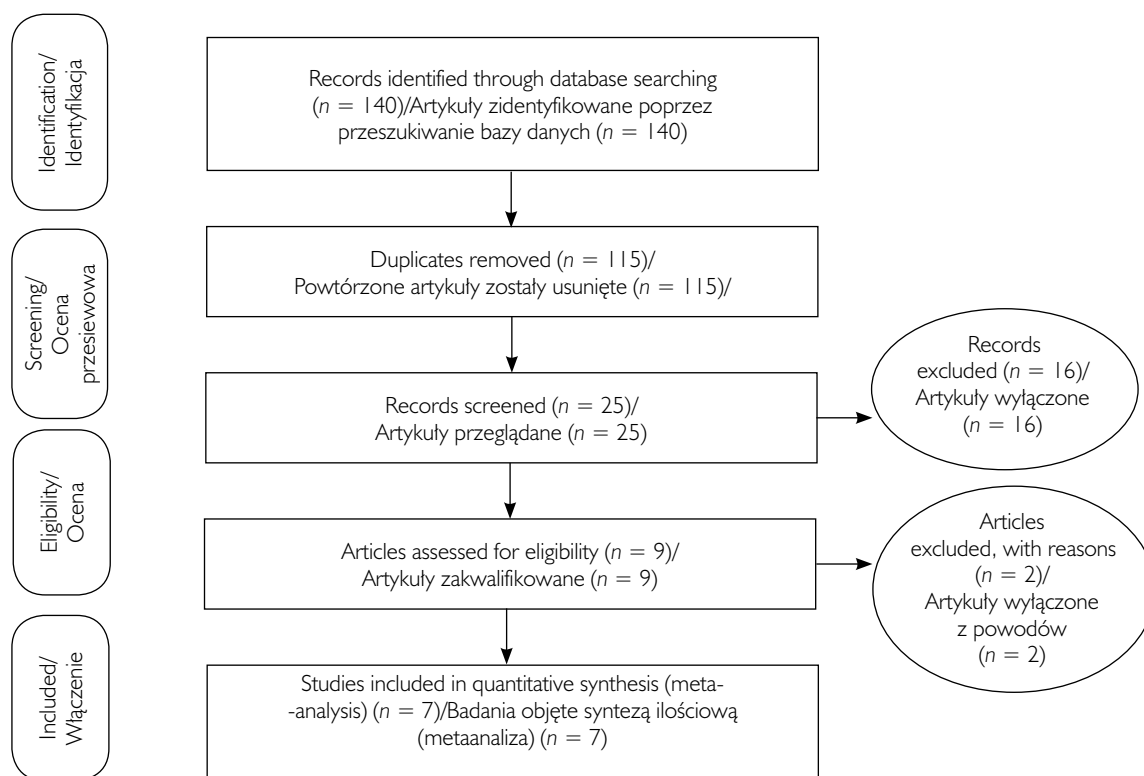 Identification/
Identyfikacja
Records identified through database searching
(n = 140)/Artykuły zidentyfikowane poprzez
przeszukiwanie bazy danych (n = 140)
Screening/
Ocena
przesiewowa
Duplicates removed (n = 115)/
Powtórzone artykuły zostały usunięte (n = 115)/
Records screened (n = 25)/
Artykuły przeglądane (n = 25)
Records
excluded (n = 16)/
Artykuły wyłączone
(n = 16)
Eligibility/
Ocena
Articles assessed for eligibility (n = 9)/
Artykuły zakwalifikowane (n = 9)
Articles
excluded, with reasons
(n = 2)/
Artykuły wyłączone
z powodów
(n = 2)
Included/
Włączenie
Studies included in quantitative synthesis (meta-
-analysis) (n = 7)/Badania objęte syntezą ilościową
(metaanaliza) (n = 7)